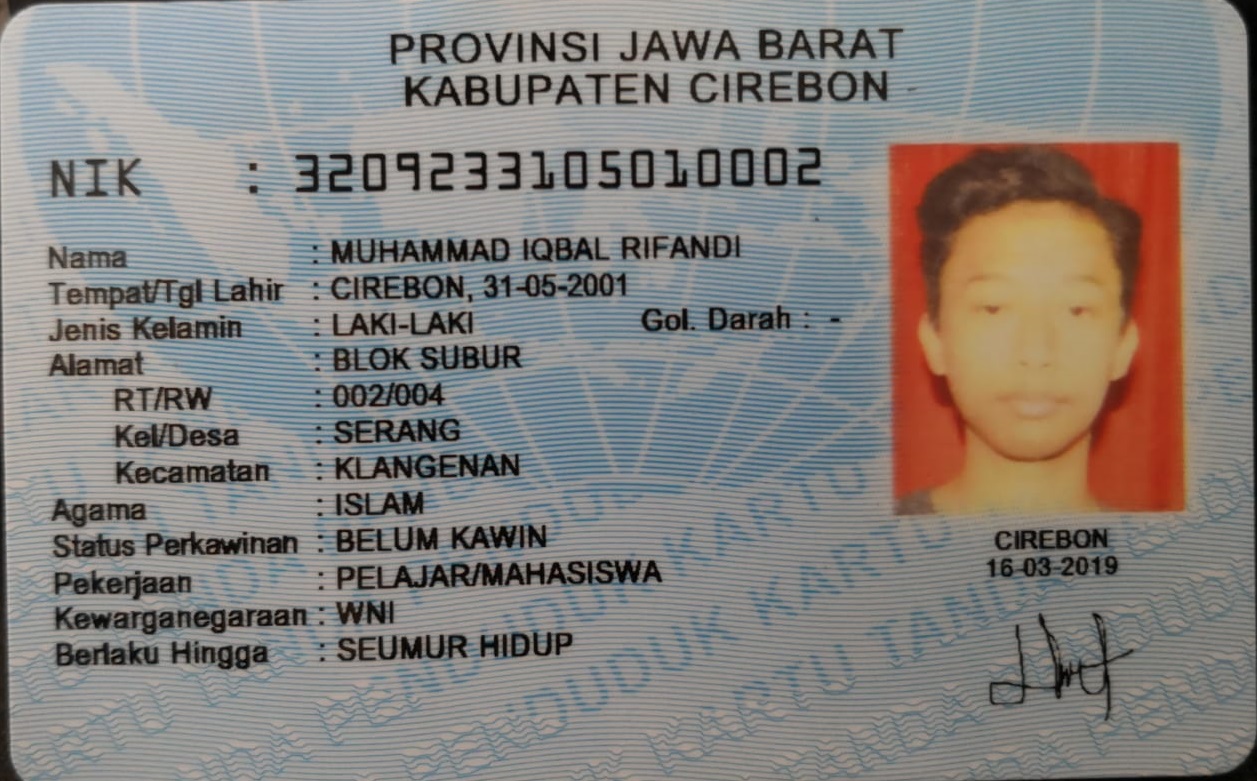 PROVINSI JAWA BARAT
KABUPATEN CIREBON
NIK : 3209233105010002
Nama : MUHAMMAD IQBAL RIFANDI
Tempat/Tgl Lahir : CIREBON, 31-05-2001
Jenis Kelamin : LAKI-LAKI Gol. Darah : -
Alamat : BLOK SUBUR
RT/RW : 002/004
Kel/Desa : SERANG
Kecamatan : KLANGENAN
Agama : ISLAM
Status Perkawinan : BELUM KAWIN
Pekerjaan : PELAJAR/MAHASISWA
Kewarganegaraan : WNI
Berlaku Hingga : SEUMUR HIDUP
CIREBON
16-03-2019